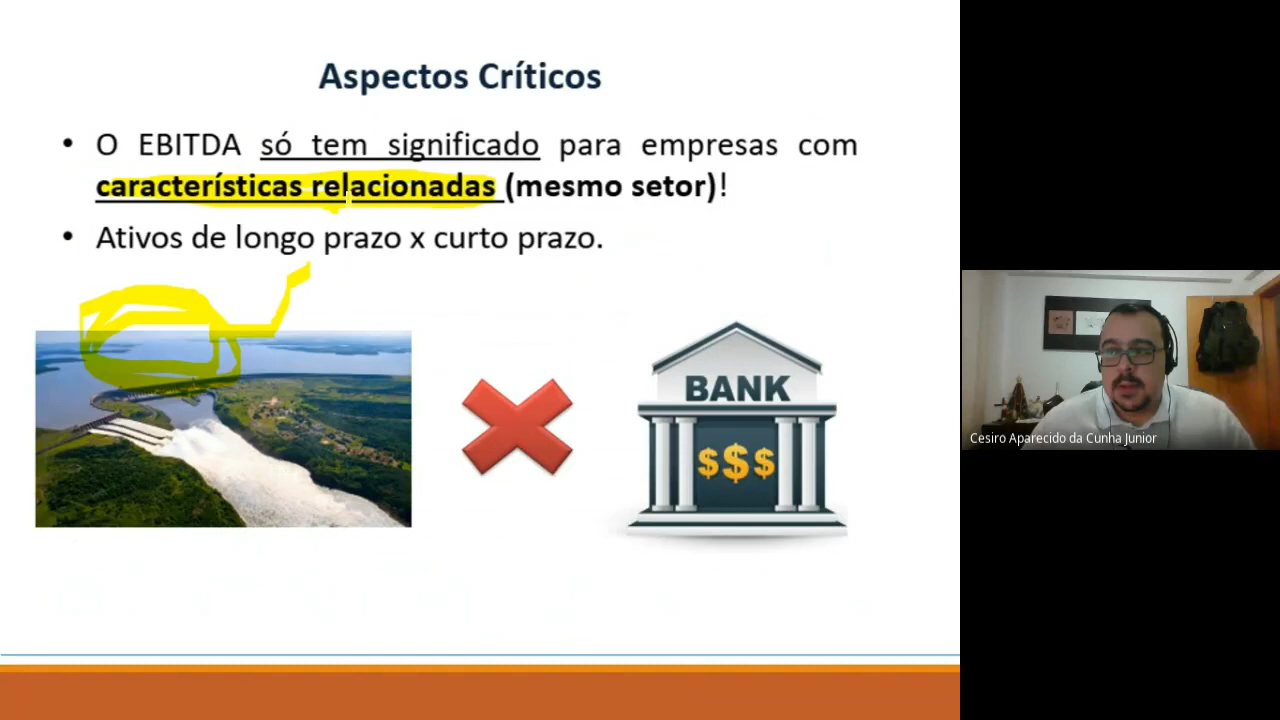 Aspectos Críticos
• O EBITDA só tem significado para empresas com
características relacionadas (mesmo setor)!
• Ativos de longo prazo x curto prazo.
BANK
$$$
Cesiro Aparecido da Cunha Junior